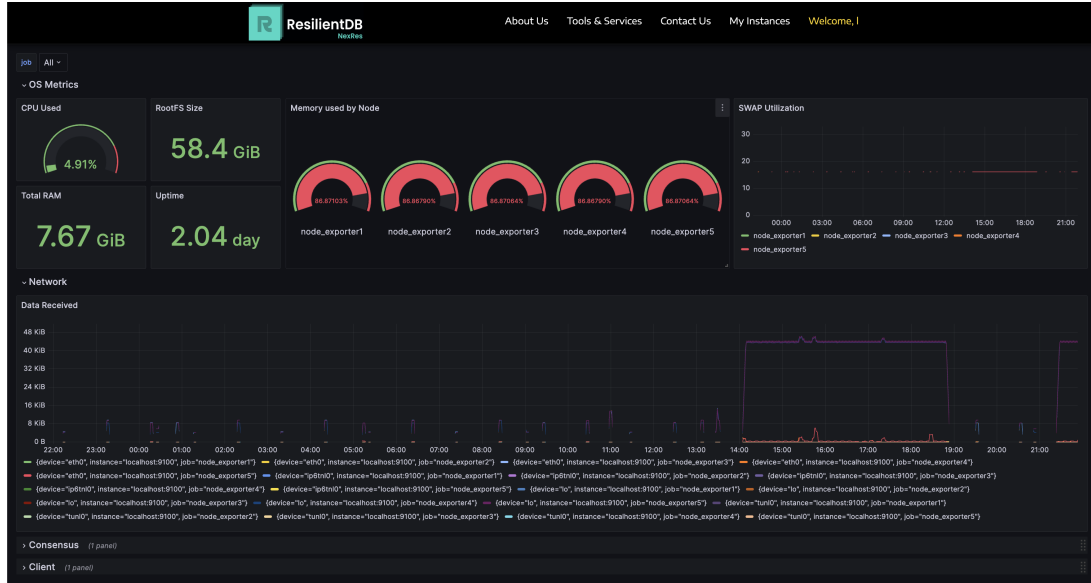 ResilientDB
NexRes
About Us Tools & Services Contact Us My Instances Welcome, I
job All
OS Metrics
CPU Used
4.91%
RootFS Size
58.4 GiB
Total RAM
7.67 GiB
Uptime
2.04 day
Memory used by Node
86.87103% 86.86790% 86.87064% 86.86790% 86.87064%
node_exporter1 node_exporter2 node_exporter3 node_exporter4 node_exporter5
SWAP Utilization
30
20
10
0
00:00 03:00 06:00 09:00 12:00 15:00 18:00 21:00
node_exporter1 node_exporter2 node_exporter3 node_exporter4
node_exporter5
Network
Data Received
48 KiB
40 KiB
32 KiB
24 KiB
16 KiB
8 KiB
0 B
22:00 23:00 00:00 01:00 02:00 03:00 04:00 05:00 06:00 07:00 08:00 09:00 10:00 11:00 12:00 13:00 14:00 15:00 16:00 17:00 18:00 19:00 20:00 21:00
{device="eth0", instance="localhost:9100", job="node_exporter1"} {device="eth0", instance="localhost:9100", job="node_exporter2"} {device="eth0", instance="localhost:9100", job="node_exporter3"} {device="eth0", instance="localhost:9100", job="node_exporter4"}
{device="eth0", instance="localhost:9100", job="node_exporter5"} {device="ip6tnl0", instance="localhost:9100", job="node_exporter1"} {device="ip6tnl0", instance="localhost:9100", job="node_exporter2"} {device="ip6tnl0", instance="localhost:9100", job="node_exporter3"}
{device="ip6tnl0", instance="localhost:9100", job="node_exporter4"} {device="ip6tnl0", instance="localhost:9100", job="node_exporter5"} {device="lo", instance="localhost:9100", job="node_exporter1"} {device="lo", instance="localhost:9100", job="node_exporter2"}
{device="lo", instance="localhost:9100", job="node_exporter3"} {device="lo", instance="localhost:9100", job="node_exporter4"} {device="lo", instance="localhost:9100", job="node_exporter5"} {device="tunl0", instance="localhost:9100", job="node_exporter1"}
{device="tunl0", instance="localhost:9100", job="node_exporter2"} {device="tunl0", instance="localhost:9100", job="node_exporter3"} {device="tunl0", instance="localhost:9100", job="node_exporter4"} {device="tunl0", instance="localhost:9100", job="node_exporter5"}
Consensus (1 panel)
Client (1 panel)